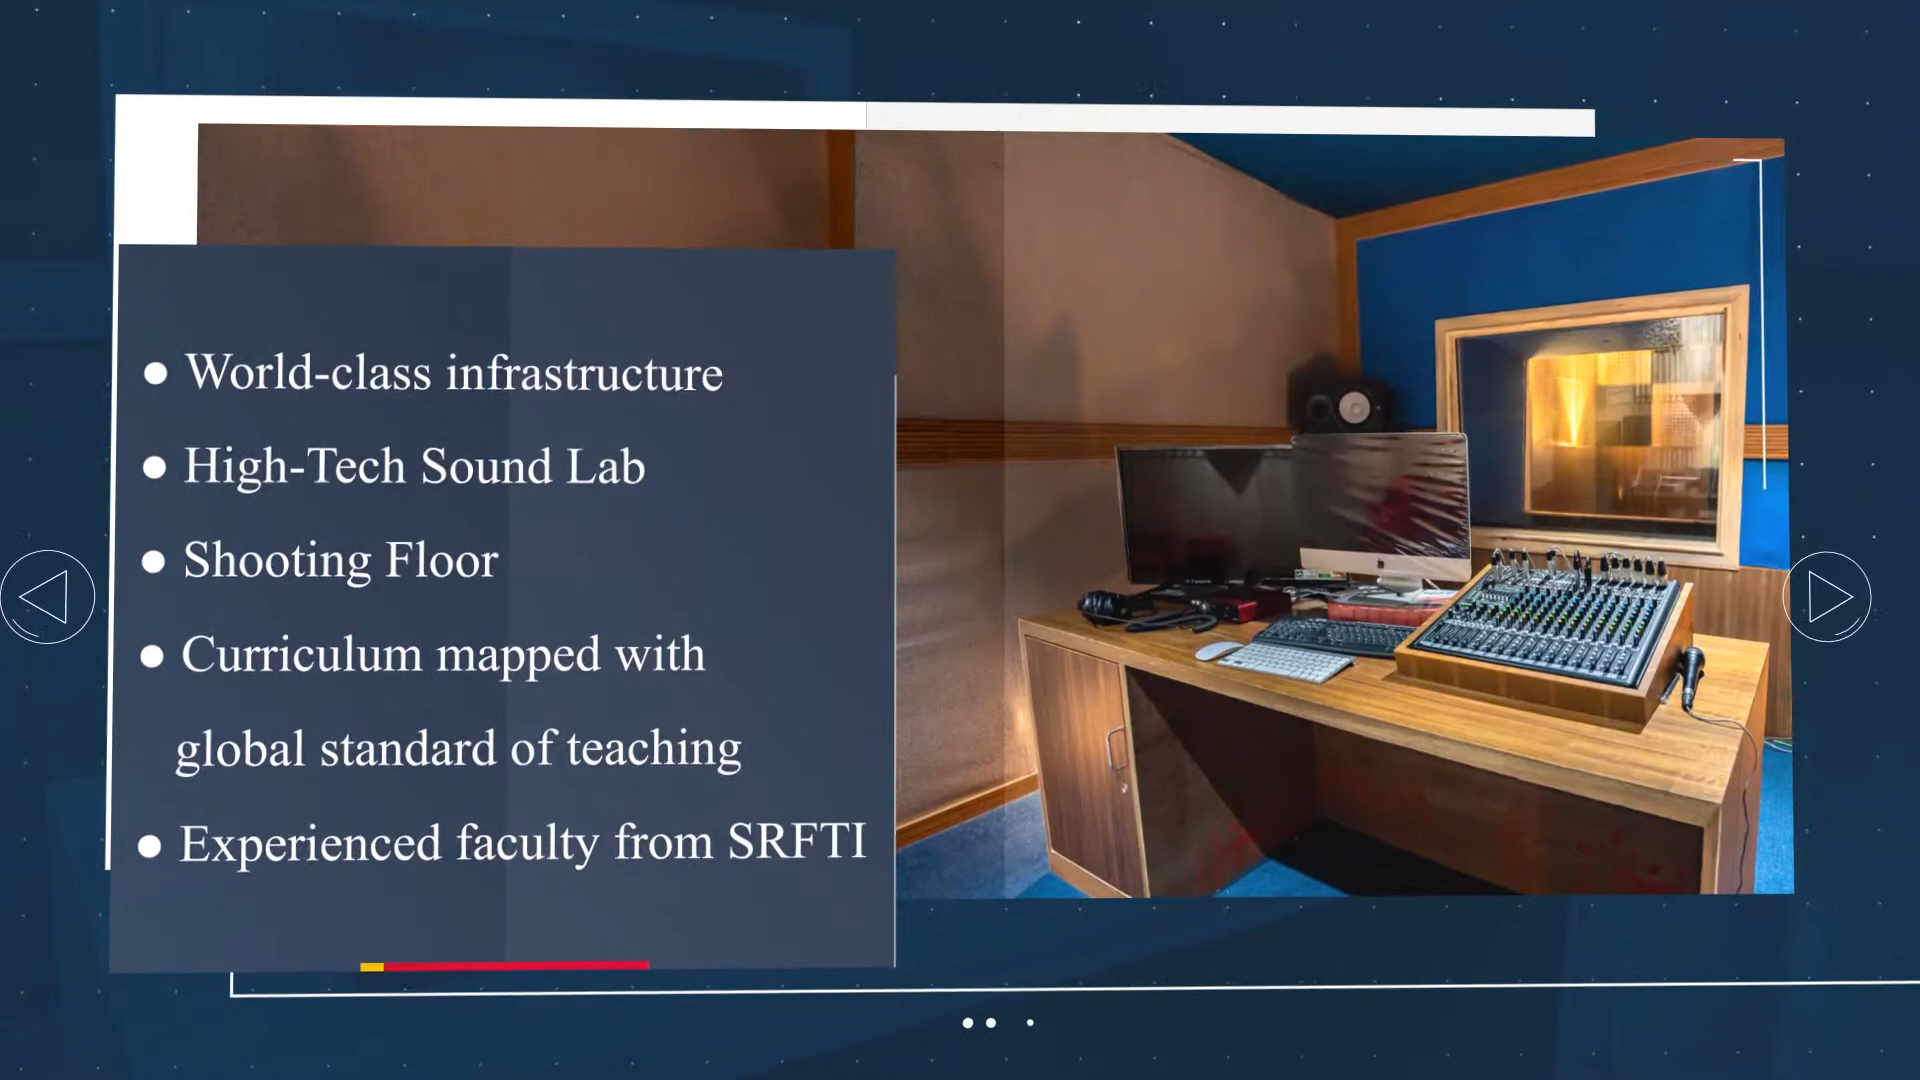 ● World-class infrastructure
● High-Tech Sound Lab
● Shooting Floor
● Curriculum mapped with
global standard of teaching
● Experienced faculty from SRFTI